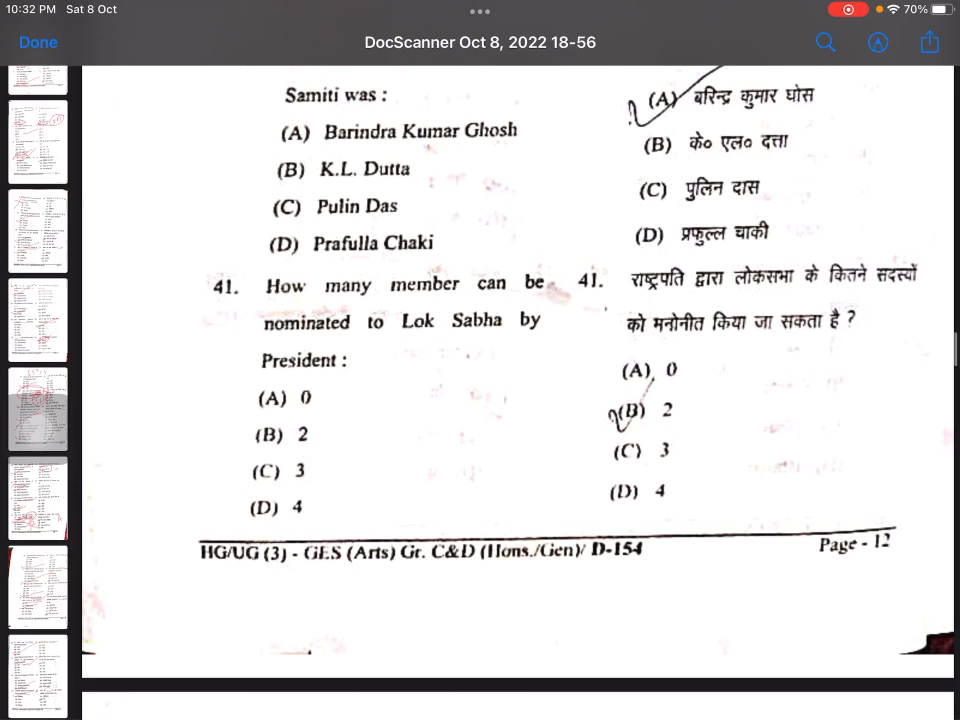 10:32 PM Sat 8 Oct
70%
Done
DocScanner Oct 8, 2022 18-56
Samiti was :
(A) Barindra Kumar Ghosh
(B) K.L. Dutta
(C) Pulin Das
(D) Prafulla Chaki
(A) बरिन्द्र कुमार घोस
(B) के० एल० दत्ता
(C) पुलिन दास
(D) प्रफुल्ल चाकी
41. How many member can be
nominated to Lok Sabha by
President :
(A) 0
(B) 2
(C) 3
(D) 4
41. राष्ट्रपति द्वारा लोकसभा के कितने सदस्यों
को मनोनीत किया जा सकता है ?
(A) 0
(B) 2
(C) 3
(D) 4
HG/UG (3) - GES (Arts) Gr. C&D (Hons./Gen)/ D-154
Page - 12